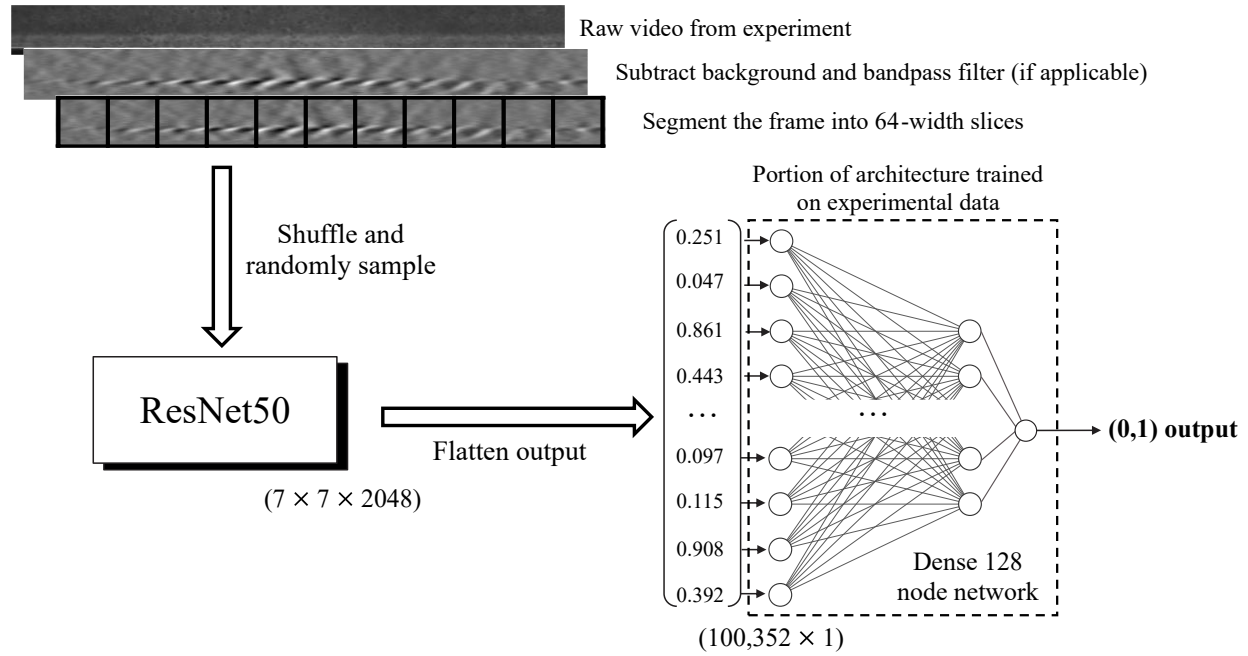 Raw video from experiment
Subtract background and bandpass filter (if applicable)
Segment the frame into 64-width slices
Shuffle and
randomly sample
ResNet50
(7 × 7 × 2048)
Flatten output
Portion of architecture trained
on experimental data
0.251
0.047
0.861
0.443
...
0.097
0.115
0.908
0.392
(100,352 × 1)
...
Dense 128
node network
(0,1) output